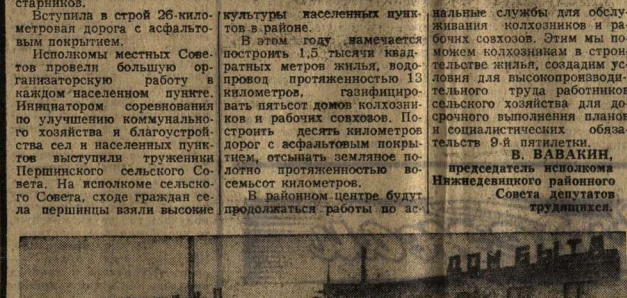 старников.
Вступила в строй 26-кило-
метровая дорога с асфальто-
вым покрытием.
Исполкомы местных Сове-
тов провели большую ор-
ганизаторскую работу в
каждом населенном пункте.
Инициатором соревнования
по улучшению коммунально-
го хозяйства и благоустрой-
ства сел и населенных пунк-
тов выступили труженики
Першинского сельского Со-
вета. На исполкоме сельско-
го Совета, сходе граждан се-
ла першинцы взяли высокие
культуры населенных пунк-
тов в районе.
В этом году намечается
построить 1,5 тысячи квад-
ратных метров жилья, водо-
провод протяженностью 13
километров, газифициро-
вать пятьсот домов колхозни-
ков и рабочих совхозов. По-
строить десять километров
дорог с асфальтовым покры-
тием, отсыпать земляное по-
лотно протяженностью во-
семьсот километров.
В районном центре будут
продолжаться работы по ас-
нальные службы для обслу-
живания колхозников и ра-
бочих совхозов. Этим мы по-
можем колхозникам в строи-
тельстве жилья, создадим ус-
ловия для высокопроизводи-
тельного труда работников
сельского хозяйства для до-
срочного выполнения планов
и социалистических обяза-
тельств 9-й пятилетки.
В. ВАВАКИН,
председатель исполкома
Нижнедевицкого районного
Совета депутатов
трудящихся.
ДОМ БЫТА